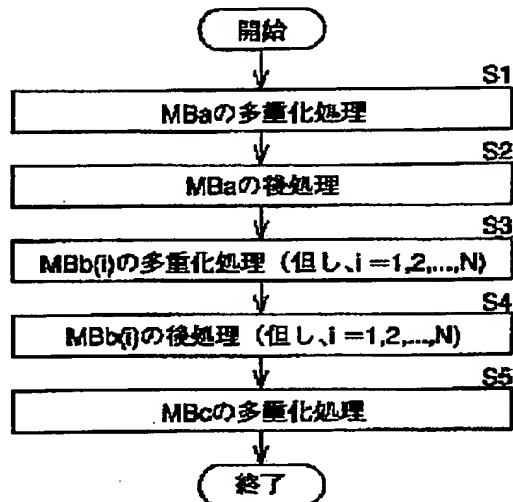 開始
S1
MBaの多重化処理
S2
MBaの後処理
S3
MBb(i)の多重化処理（但し、i＝1,2,...,N)
S4
MBb(i)の後処理（但し、i＝1,2,...,N)
S5
MBcの多重化処理
終了